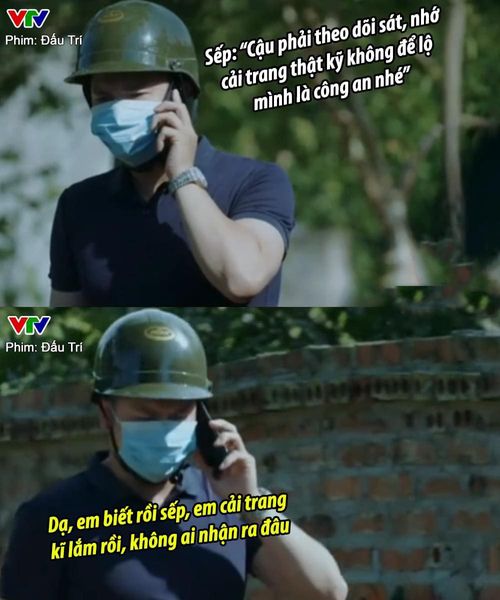 VTV
Phim: Đấu Trí
Sếp: “Cậu phải theo dõi sát, nhớ
cải trang thật kỹ không để lộ
mình là công an nhé”
VTV
Phim: Đấu Trí
Dạ, em biết rồi sếp, em cải trang
kĩ lắm rồi, không ai nhận ra đâu